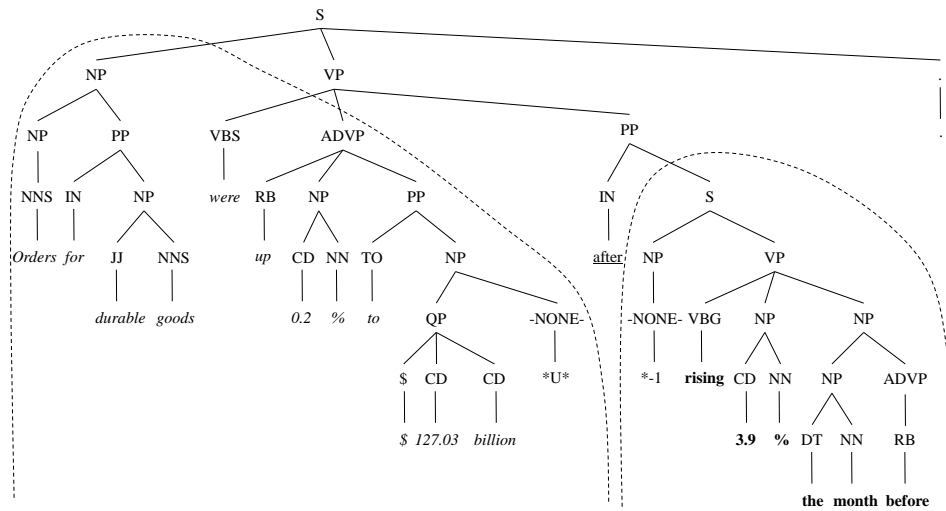 S
NP VP .
NP PP VBS ADVP PP .
NNS IN NP were RB NP PP IN S
Orders for JJ NNS up CD NN TO NP after NP VP
durable goods 0.2 % to QP -NONE- -NONE- VBG NP NP
$ CD CD *U* *-1 rising CD NN NP ADVP
$ 127.03 billion 3.9 % DT NN RB
the month before